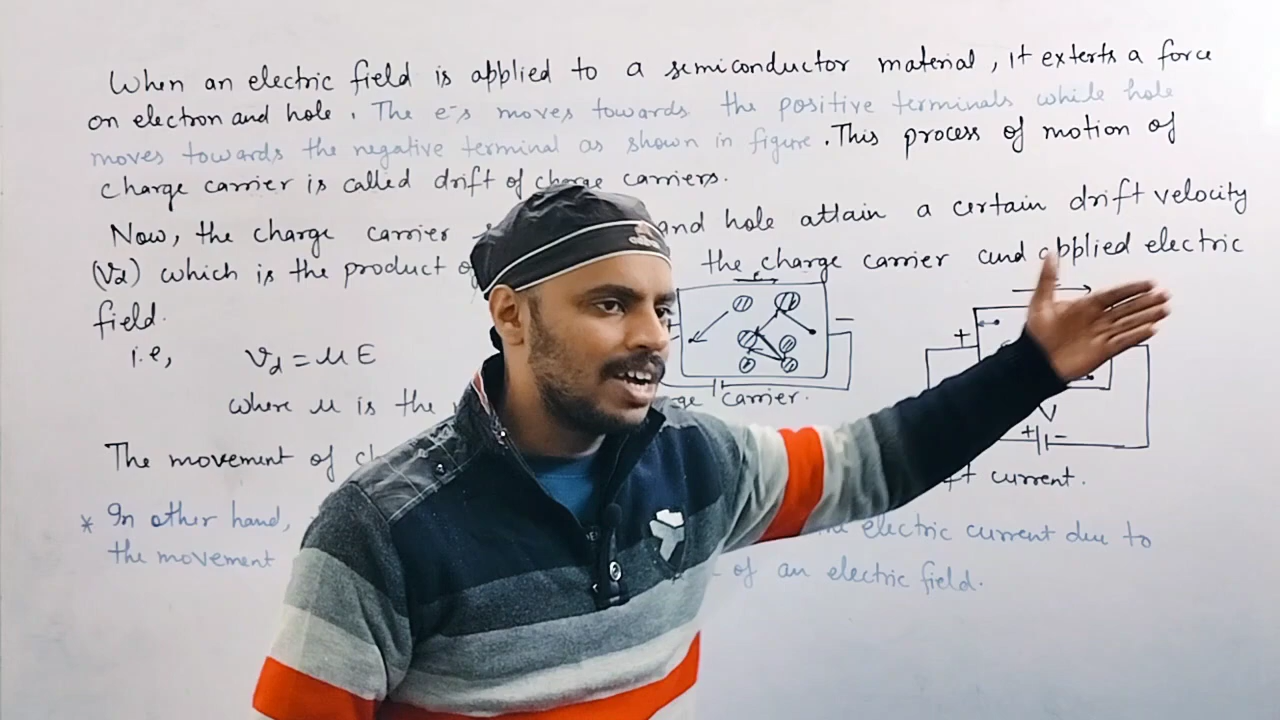 When an electric field is applied to a semiconductor material, it exterts a force
on electron and hole. The e⁻s moves towards the positive terminals while hole
moves towards the negative terminal as shown in figure. This process of motion of
charge carrier is called drift of charge carriers.
Now, the charge carrier and hole attain a certain drift velocity
(Vd) which is the product the charge carrier and applied electric
field.
i.e, Vd = μE
where μ is the
carrier.
+ -
+ -
The movement of
current.
* In other hand, electric current due to
the movement of an electric field.